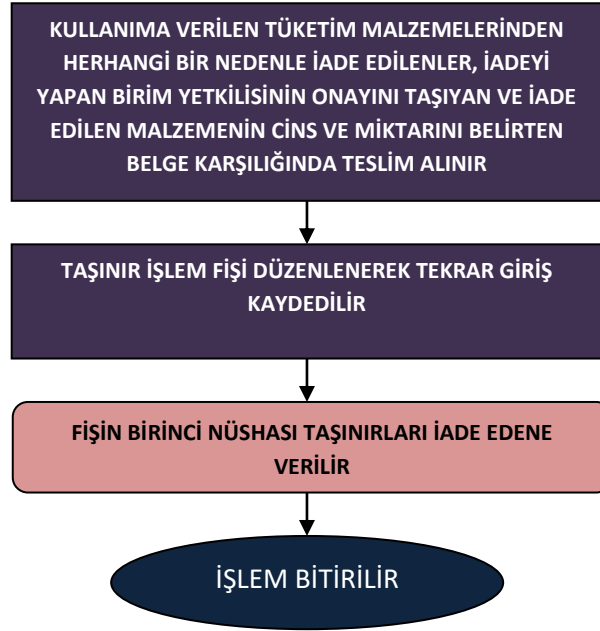 KULLANIMA VERİLEN TÜKETİM MALZEMELERİNDEN
HERHANGİ BİR NEDENLE İADE EDİLENLER, İADEYİ
YAPAN BİRİM YETKİLİSİNİN ONAYINI TAŞIYAN VE İADE
EDİLEN MALZEMENİN CİNS VE MİKTARINI BELİRTEN
BELGE KARŞILIĞINDA TESLİM ALINIR
TAŞINIR İŞLEM FİŞİ DÜZENLENEREK TEKRAR GİRİŞ
KAYDEDİLİR
FİŞİN BİRİNCİ NÜSHASI TAŞINIRLARI İADE EDENE
VERİLİR
İŞLEM BİTİRİLİR